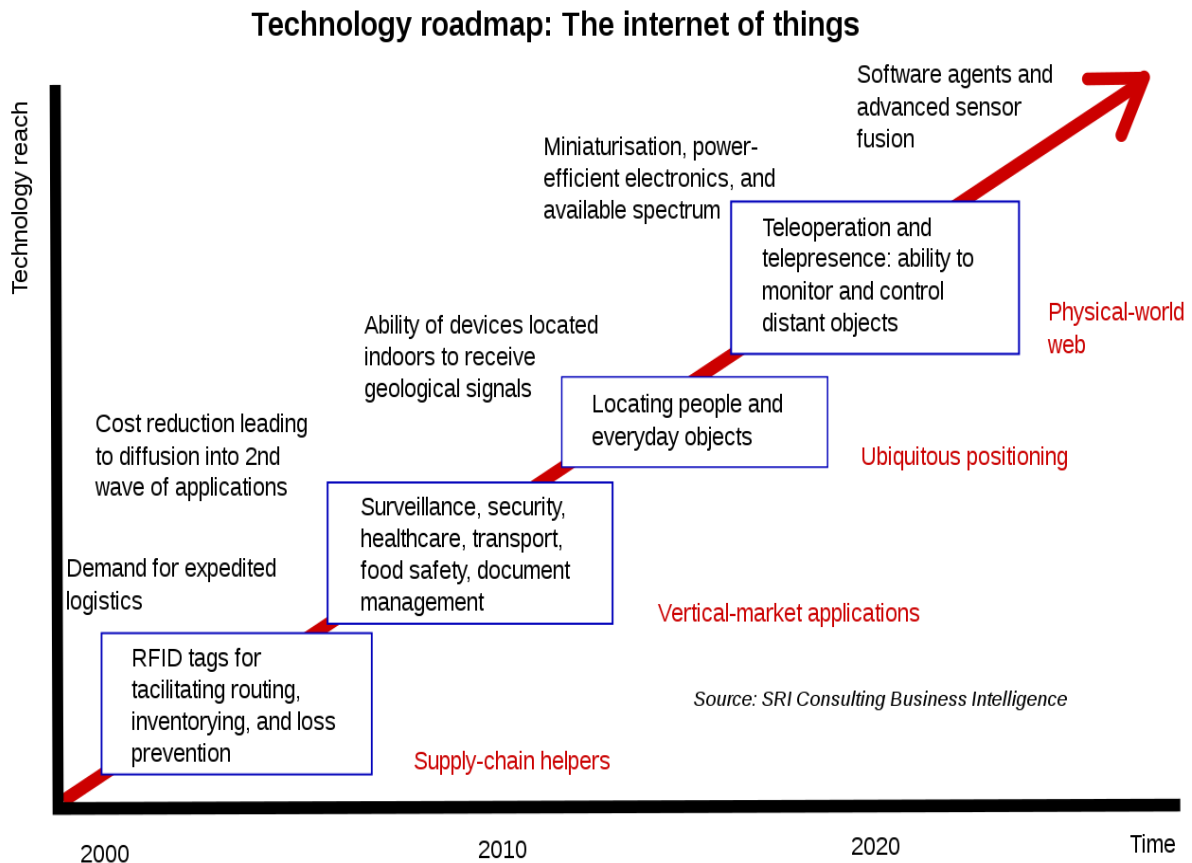 Technology roadmap: The internet of things
Technology reach
Software agents and
advanced sensor
fusion
Miniaturisation, power-
efficient electronics, and
available spectrum
Teleoperation and
telepresence: ability to
monitor and control
distant objects
Physical-world
web
Ability of devices located
indoors to receive
geological signals
Locating people and
everyday objects
Ubiquitous positioning
Cost reduction leading
to diffusion into 2nd
wave of applications
Surveillance, security,
healthcare, transport,
food safety, document
management
Vertical-market applications
Demand for expedited
logistics
RFID tags for
tacilitating routing,
inventorying, and loss
prevention
Supply-chain helpers
Source: SRI Consulting Business Intelligence
2000
2010
2020
Time